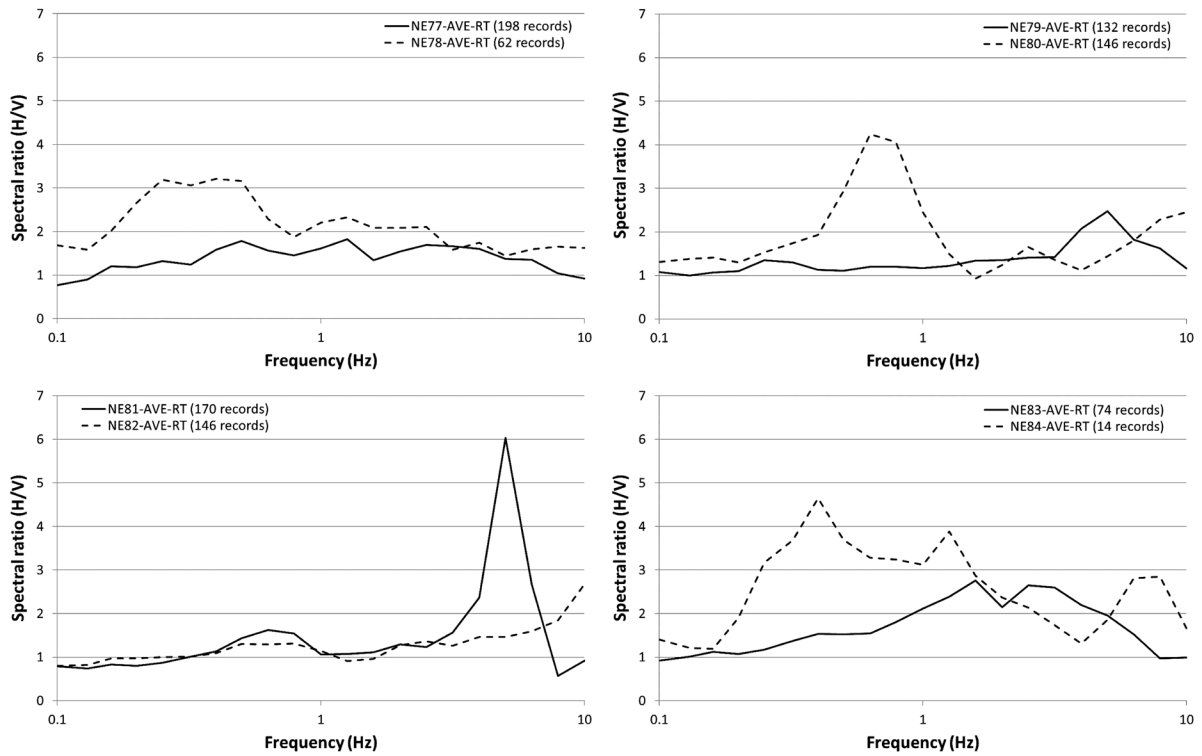 7
6
5
4
3
2
1
0
Spectral ratio (H/V)
NE77-AVE-RT (198 records)
NE78-AVE-RT (62 records)
0.1 1 10
Frequency (Hz)
7
6
5
4
3
2
1
0
Spectral ratio (H/V)
NE79-AVE-RT (132 records)
NE80-AVE-RT (146 records)
0.1 1 10
Frequency (Hz)
7
6
5
4
3
2
1
0
Spectral ratio (H/V)
NE81-AVE-RT (170 records)
NE82-AVE-RT (146 records)
0.1 1 10
Frequency (Hz)
7
6
5
4
3
2
1
0
Spectral ratio (H/V)
NE83-AVE-RT (74 records)
NE84-AVE-RT (14 records)
0.1 1 10
Frequency (Hz)